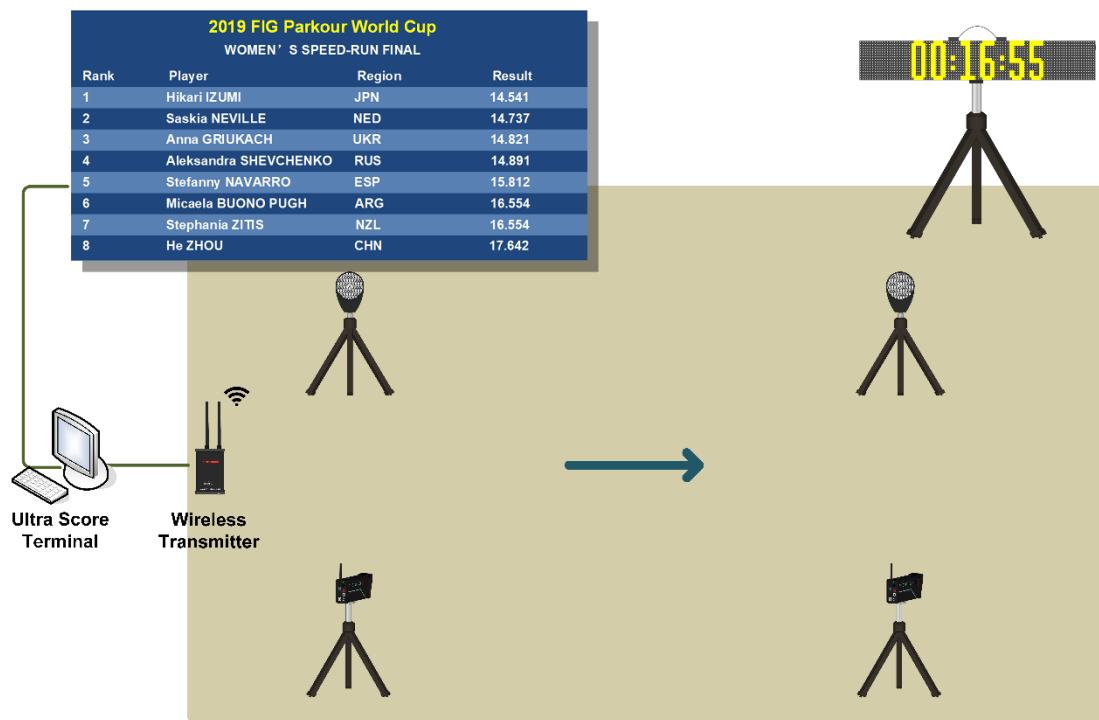 2019 FIG Parkour World Cup
WOMEN’S SPEED-RUN FINAL
Rank Player Region Result
1 Hikari IZUMI JPN 14.541
2 Saskia NEVILLE NED 14.737
3 Anna GRIUKACH UKR 14.821
4 Aleksandra SHEVCHENKO RUS 14.891
5 Stefanny NAVARRO ESP 15.812
6 Micaela BUONO PUGH ARG 16.554
7 Stephania ZITIS NZL 16.554
8 He ZHOU CHN 17.642
00:16:55
Ultra Score
Terminal
Wireless
Transmitter